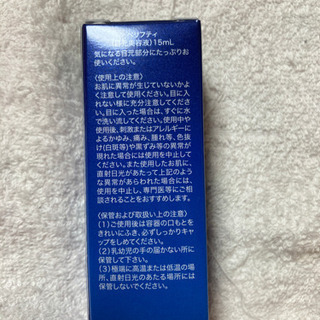 リフティ
目元美容液)15mL
気になる目元部分にたっぷりお
使いください。
〈使用上の注意〉
お肌に異常が生じていないかよ
く注意して使用ください。目に入
れない様に充分注意してくださ
い。目に入った場合は、すぐに水
で洗い流してください。使用中や
使用後、刺激またはアレルギーに
よるかゆみ、痛み、腫れ等、色抜
け(白斑等)や黒ずみ等の異常が
現れた場合には使用を中止してく
ださい。また使用したお肌に、
直射日光があたって上記のよう
な異常があらわれた場合には、
使用を中止し、専門医等にご相
談されることをおすすめします。
〈保管および取扱い上の注意〉
(1)ご使用後は容器の口もとを
きれいにふき、必ずしっかりキャ
ップをしめてください。
(2)乳幼児の手の届かない所に
保管して下さい。
(3)極端に高温または低温の場
所、直射日光のあたる場所には
保管しないでください。